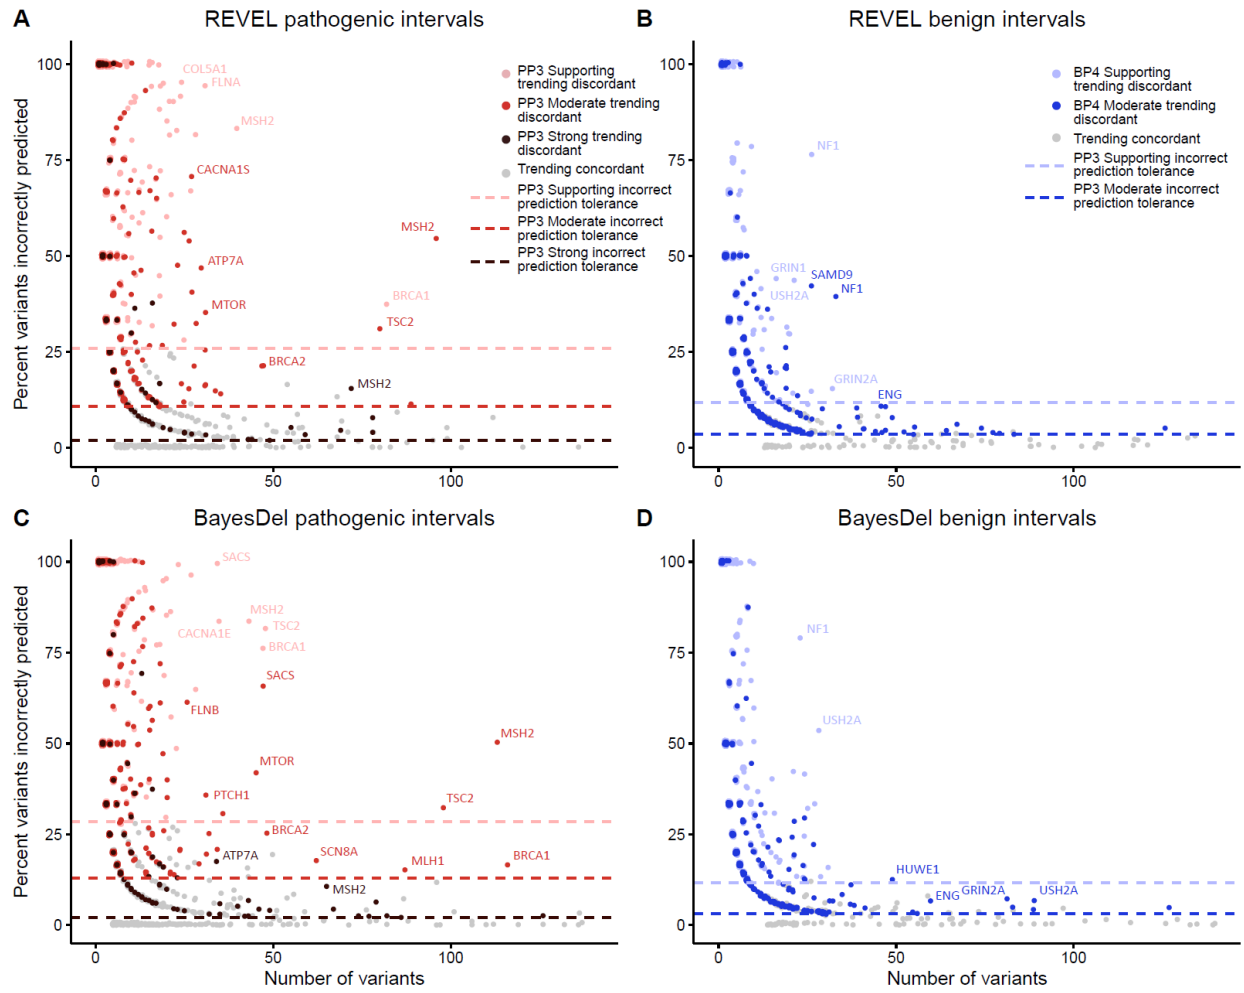 A
REVEL pathogenic intervals
Percent variants incorrectly predicted
100
75
50
25
0
0
50
100
COL5A1
FLNA
MSH2
CACNA1S
MSH2
ATP7A
BRCA1
MTOR
TSC2
BRCA2
MSH2
PP3 Supporting
trending discordant
PP3 Moderate trending
discordant
PP3 Strong trending
discordant
Trending concordant
PP3 Supporting incorrect
prediction tolerance
PP3 Moderate incorrect
prediction tolerance
PP3 Strong incorrect
prediction tolerance
B
REVEL benign intervals
100
75
50
25
0
0
50
100
NF1
GRIN1
SAMD9
USH2A
NF1
GRIN2A
ENG
BP4 Supporting
trending discordant
BP4 Moderate trending
discordant
Trending concordant
PP3 Supporting incorrect
prediction tolerance
PP3 Moderate incorrect
prediction tolerance
C
BayesDel pathogenic intervals
Percent variants incorrectly predicted
100
75
50
25
0
0
50
100
Number of variants
SACS
MSH2
CACNA1E
TSC2
BRCA1
SACS
FLNB
MSH2
MTOR
PTCH1
TSC2
BRCA2
ATP7A
SCN8A
MLH1
BRCA1
MSH2
D
BayesDel benign intervals
100
75
50
25
0
0
50
100
Number of variants
NF1
USH2A
HUWE1
ENG
GRIN2A
USH2A